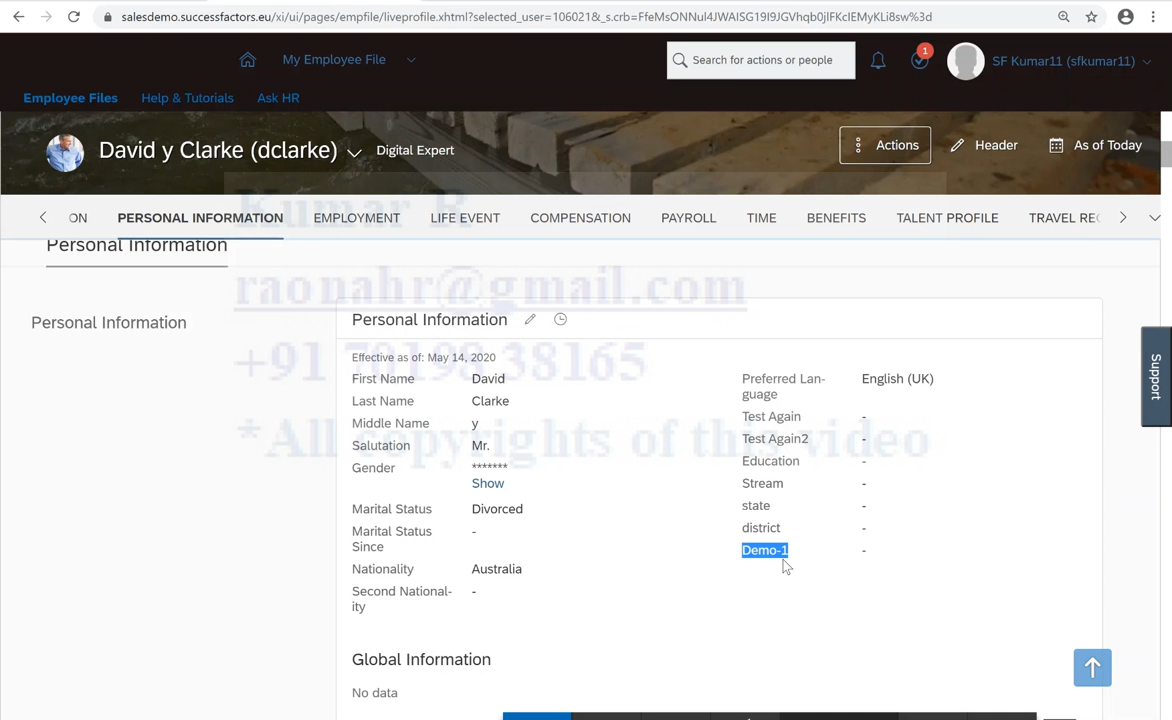 salesdemo.successfactors.eu/xi/ui/pages/empfile/liveprofile.xhtml?selected_user=106021&_s.crb=FfeMsONNul4JWAISG19I9JGVhqb0jIFKcIEMyKLi8sw%3d
My Employee File
Search for actions or people
1
SF Kumar11 (sfkumar11)
Employee Files
Help & Tutorials
Ask HR
David y Clarke (dclarke)
Digital Expert
Actions
Header
As of Today
ON
PERSONAL INFORMATION
EMPLOYMENT
LIFE EVENT
COMPENSATION
PAYROLL
TIME
BENEFITS
TALENT PROFILE
TRAVEL REC
Kumar R
raonahr@gmail.com
+91 70198 38165
*All copyrights of this video
Personal Information
Personal Information
Personal Information
Effective as of: May 14, 2020
First Name David
Last Name Clarke
Middle Name y
Salutation Mr.
Gender *******
Show
Marital Status Divorced
Marital Status
Since -
Nationality Australia
Second National-
ity -
Preferred Lan-
guage English (UK)
Test Again -
Test Again2 -
Education -
Stream -
state -
district -
Demo-1 -
Support
Global Information
No data